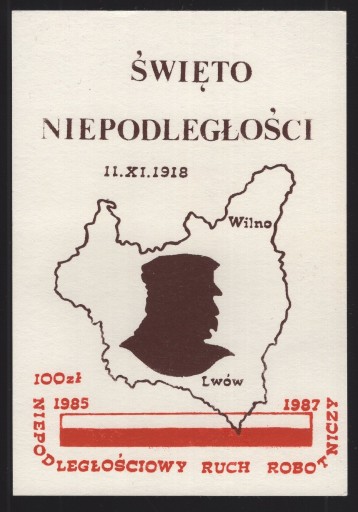 ŚWIĘTO
NIEPODLEGŁOŚCI
11.XI.1918
Wilno
Lwów
100zł
1985 1987
NIEPODLEGŁOŚCIOWY RUCH ROBOTNICZY